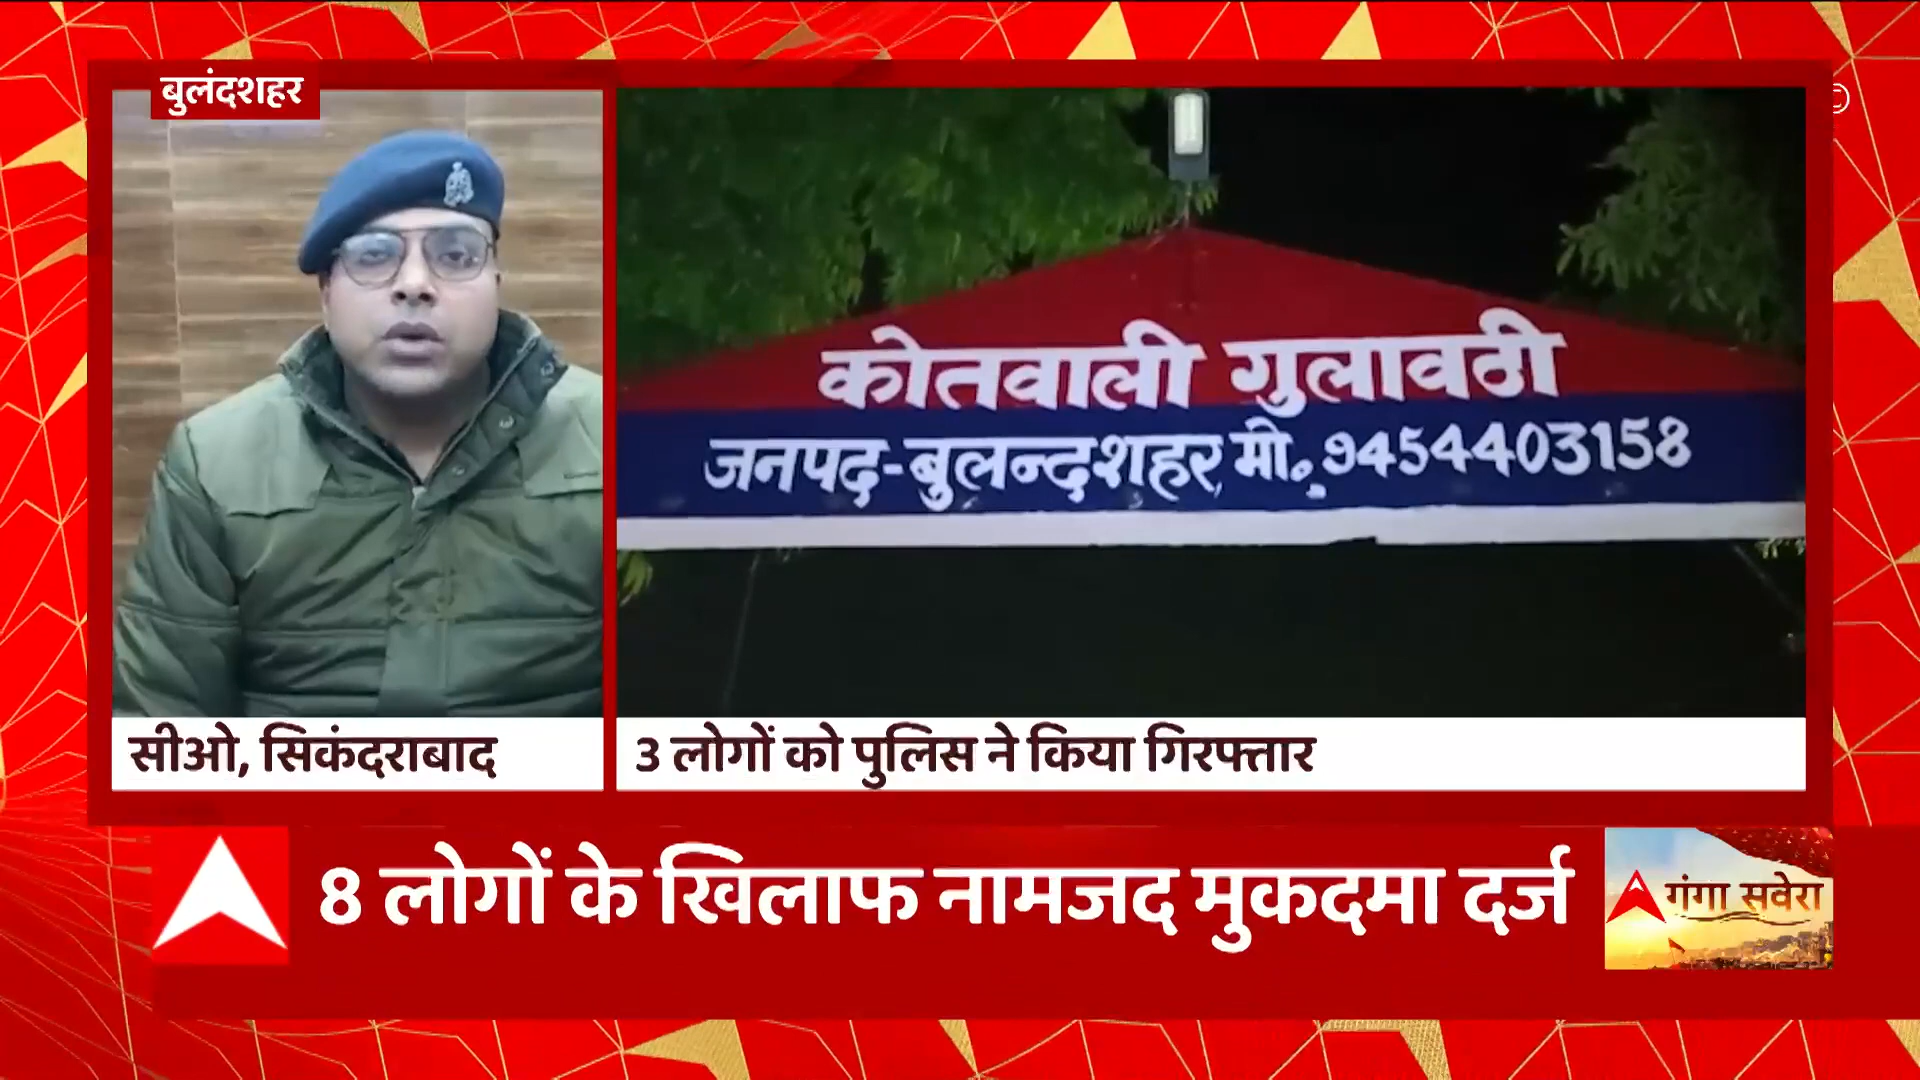 बुलंदशहर
©
कोतवाली गुलावठी
जनपद-बुलन्दशहर, मो. 9454403158
सीओ, सिकंदराबाद
3 लोगों को पुलिस ने किया गिरफ्तार
8 लोगों के खिलाफ नामजद मुकदमा दर्ज
गंगा सवेरा